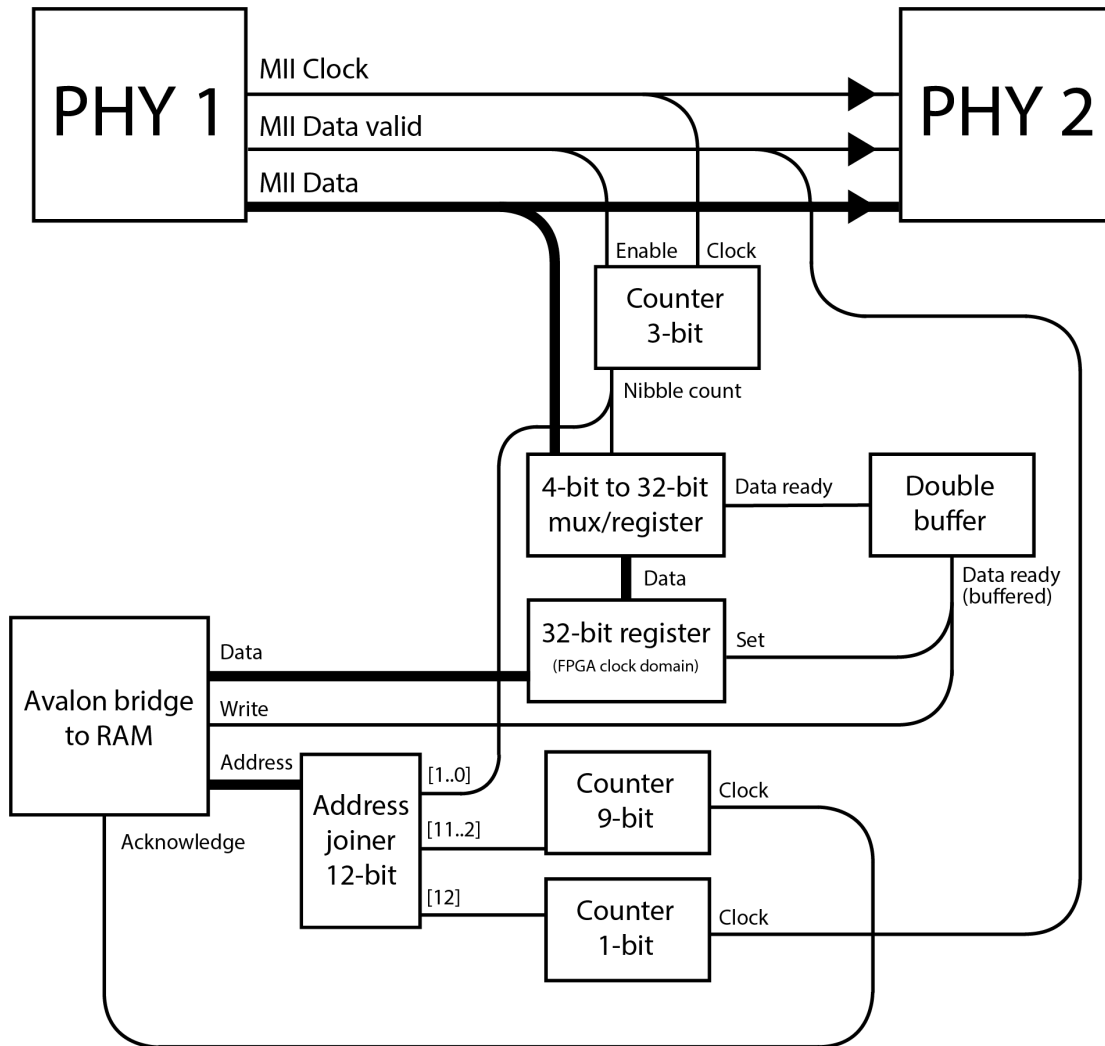 PHY 1
MII Clock
MII Data valid
MII Data
PHY 2
Enable
Clock
Counter
3-bit
Nibble count
4-bit to 32-bit
mux/register
Data ready
Double
buffer
Data
Data ready
(buffered)
32-bit register
(FPGA clock domain)
Set
Avalon bridge
to RAM
Data
Write
Address
Acknowledge
Address
joiner
12-bit
[1..0]
[11..2]
[12]
Counter
9-bit
Clock
Counter
1-bit
Clock